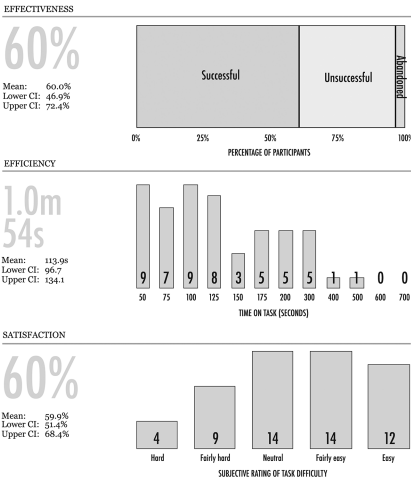 EFFECTIVENESS
60%
Mean: 60.0%
Lower CI: 46.9%
Upper CI: 72.4%
Successful
Unsuccessful
Abandoned
0% 25% 50% 75% 100%
PERCENTAGE OF PARTICIPANTS
EFFICIENCY
1.0m
54s
Mean: 113.9s
Lower CI: 96.7
Upper CI: 134.1
9 7 9 8 3 5 5 5 1 1 0 0
50 75 100 125 150 175 200 300 400 500 600 700
TIME ON TASK (SECONDS)
SATISFACTION
60%
Mean: 59.9%
Lower CI: 51.4%
Upper CI: 68.4%
4 9 14 14 12
Hard Fairly hard Neutral Fairly easy Easy
SUBJECTIVE RATING OF TASK DIFFICULTY